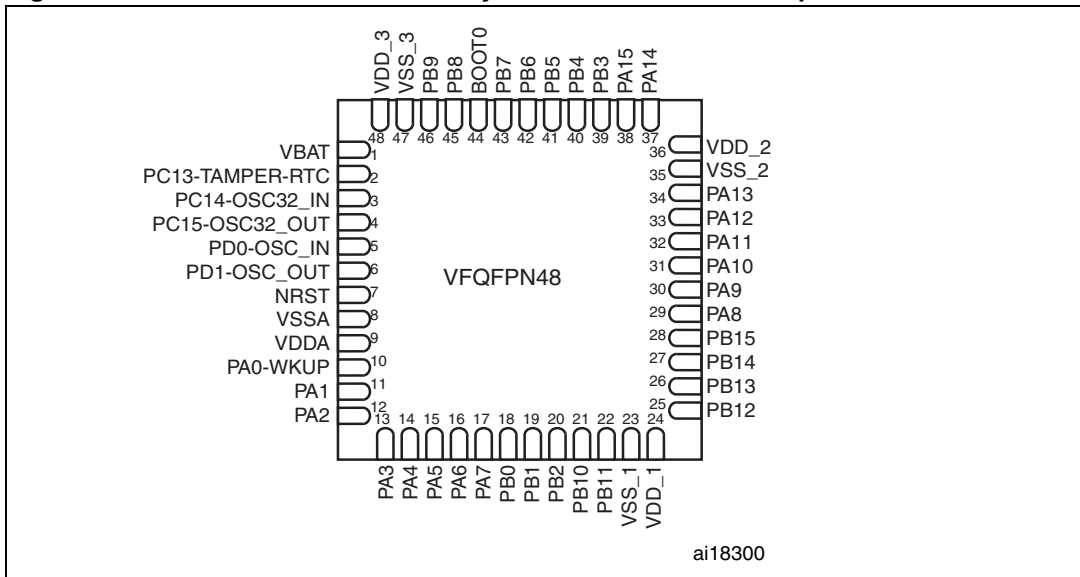 VDD_3
VSS_3
PB9
PB8
BOOT0
PB7
PB6
PB5
PB4
PB3
PA15
PA14
48 47 46 45 44 43 42 41 40 39 38 37
VBAT 1
PC13-TAMPER-RTC 2
PC14-OSC32_IN 3
PC15-OSC32_OUT 4
PD0-OSC_IN 5
PD1-OSC_OUT 6
NRST 7
VSSA 8
VDDA 9
PA0-WKUP 10
PA1 11
PA2 12
VFQFPN48
36 VDD_2
35 VSS_2
34 PA13
33 PA12
32 PA11
31 PA10
30 PA9
29 PA8
28 PB15
27 PB14
26 PB13
25 PB12
13 14 15 16 17 18 19 20 21 22 23 24
PA3
PA4
PA5
PA6
PA7
PB0
PB1
PB2
PB10
PB11
VSS_1
VDD_1
ai18300